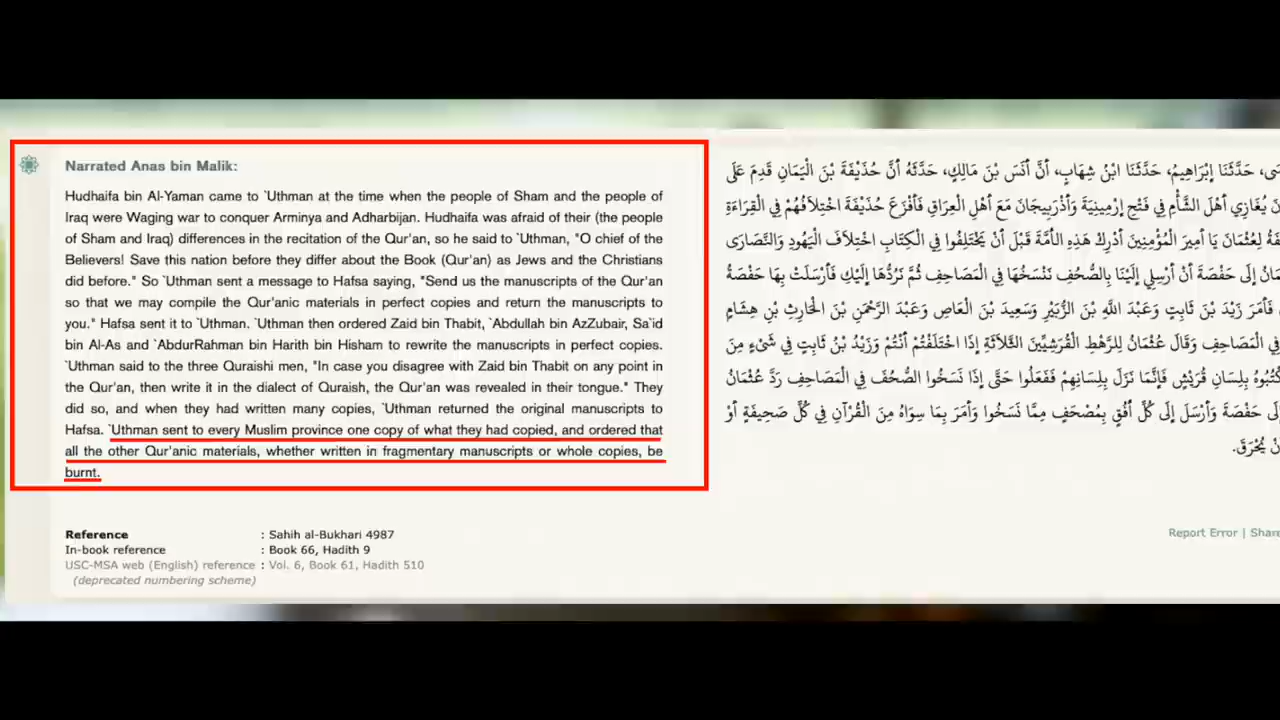 Narrated Anas bin Malik:
Hudhaifa bin Al-Yaman came to `Uthman at the time when the people of Sham and the people of
Iraq were Waging war to conquer Arminya and Adharbijan. Hudhaifa was afraid of their (the people
of Sham and Iraq) differences in the recitation of the Qur'an, so he said to `Uthman, "O chief of the
Believers! Save this nation before they differ about the Book (Qur'an) as Jews and the Christians
did before." So `Uthman sent a message to Hafsa saying, "Send us the manuscripts of the Qur'an
so that we may compile the Qur'anic materials in perfect copies and return the manuscripts to
you." Hafsa sent it to `Uthman. `Uthman then ordered Zaid bin Thabit, `Abdullah bin AzZubair, Sa`id
bin Al-As and `AbdurRahman bin Harith bin Hisham to rewrite the manuscripts in perfect copies.
`Uthman said to the three Quraishi men, "In case you disagree with Zaid bin Thabit on any point in
the Qur'an, then write it in the dialect of Quraish, the Qur'an was revealed in their tongue." They
did so, and when they had written many copies, `Uthman returned the original manuscripts to
Hafsa. `Uthman sent to every Muslim province one copy of what they had copied, and ordered that
all the other Qur'anic materials, whether written in fragmentary manuscripts or whole copies, be
burnt.
حَدَّثَنَا إِبْرَاهِيمُ، حَدَّثَنَا ابْنُ شِهَابٍ، أَنَّ أَنَسَ بْنَ مَالِكٍ، حَدَّثَهُ أَنَّ حُذَيْفَةَ بْنَ الْيَمَانِ قَدِمَ عَلَى
يُغَازِي أَهْلَ الشَّأْمِ فِي فَتْحِ إِرْمِينِيَةَ وَأَذْرَبِيجَانَ مَعَ أَهْلِ الْعِرَاقِ فَأَفْزَعَ حُذَيْفَةَ اخْتِلاَفُهُمْ فِي الْقِرَاءَةِ
لِعُثْمَانَ يَا أَمِيرَ الْمُؤْمِنِينَ أَدْرِكْ هَذِهِ الأُمَّةَ قَبْلَ أَنْ يَخْتَلِفُوا فِي الْكِتَابِ اخْتِلاَفَ الْيَهُودِ وَالنَّصَارَى
إِلَى حَفْصَةَ أَنْ أَرْسِلِي إِلَيْنَا بِالصُّحُفِ نَنْسَخُهَا فِي الْمَصَاحِفِ ثُمَّ نَرُدُّهَا إِلَيْكِ فَأَرْسَلَتْ بِهَا حَفْصَةُ
فَأَمَرَ زَيْدَ بْنَ ثَابِتٍ وَعَبْدَ اللَّهِ بْنَ الزُّبَيْرِ وَسَعِيدَ بْنَ الْعَاصِ وَعَبْدَ الرَّحْمَنِ بْنَ الْحَارِثِ بْنِ هِشَامٍ
فِي الْمَصَاحِفِ وَقَالَ عُثْمَانُ لِلرَّهْطِ الْقُرَشِيِّينَ الثَّلاَثَةِ إِذَا اخْتَلَفْتُمْ أَنْتُمْ وَزَيْدُ بْنُ ثَابِتٍ فِي شَىْءٍ مِنَ
بِلِسَانِ قُرَيْشٍ فَإِنَّمَا نَزَلَ بِلِسَانِهِمْ فَفَعَلُوا حَتَّى إِذَا نَسَخُوا الصُّحُفَ فِي الْمَصَاحِفِ رَدَّ عُثْمَانُ
حَفْصَةَ وَأَرْسَلَ إِلَى كُلِّ أُفُقٍ بِمُصْحَفٍ مِمَّا نَسَخُوا وَأَمَرَ بِمَا سِوَاهُ مِنَ الْقُرْآنِ فِي كُلِّ صَحِيفَةٍ أَوْ
يُحْرَقَ.
Reference : Sahih al-Bukhari 4987
In-book reference : Book 66, Hadith 9
USC-MSA web (English) reference : Vol. 6, Book 61, Hadith 510
(deprecated numbering scheme)
Report Error | Share